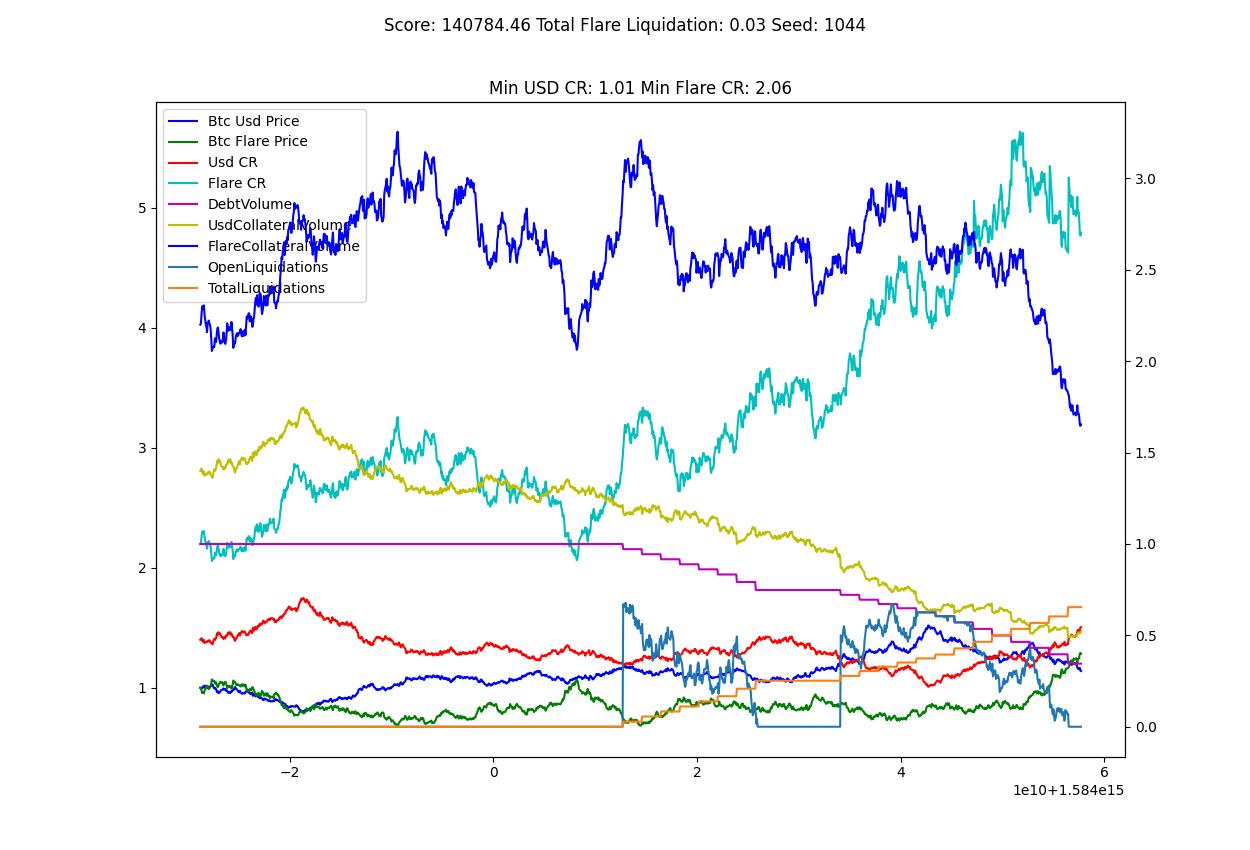 Score: 140784.46 Total Flare Liquidation: 0.03 Seed: 1044
Min USD CR: 1.01 Min Flare CR: 2.06
Btc Usd Price
Btc Flare Price
Usd CR
Flare CR
DebtVolume
UsdCollateralVolume
FlareCollateralVolume
OpenLiquidations
TotalLiquidations
5
4
3
2
1
3.0
2.5
2.0
1.5
1.0
0.5
0.0
−2
0
2
4
6
1e10+1.584e15